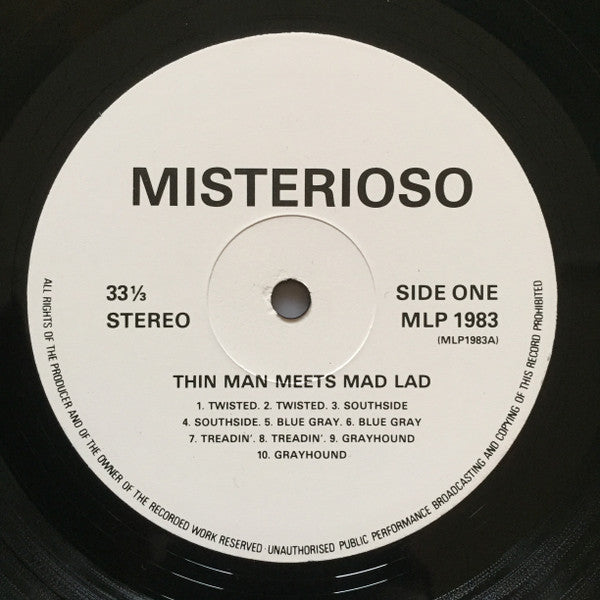 MISTERIOSO
33⅓
STEREO
SIDE ONE
MLP 1983
(MLP1983A)
THIN MAN MEETS MAD LAD
1. TWISTED. 2. TWISTED. 3. SOUTHSIDE
4. SOUTHSIDE. 5. BLUE GRAY. 6. BLUE GRAY
7. TREADIN'. 8. TREADIN'. 9. GRAYHOUND
10. GRAYHOUND
ALL RIGHTS OF THE PRODUCER AND OF THE OWNER OF THE RECORDED WORK RESERVED · UNAUTHORISED PUBLIC PERFORMANCE BROADCASTING AND COPYING OF THIS RECORD PROHIBITED